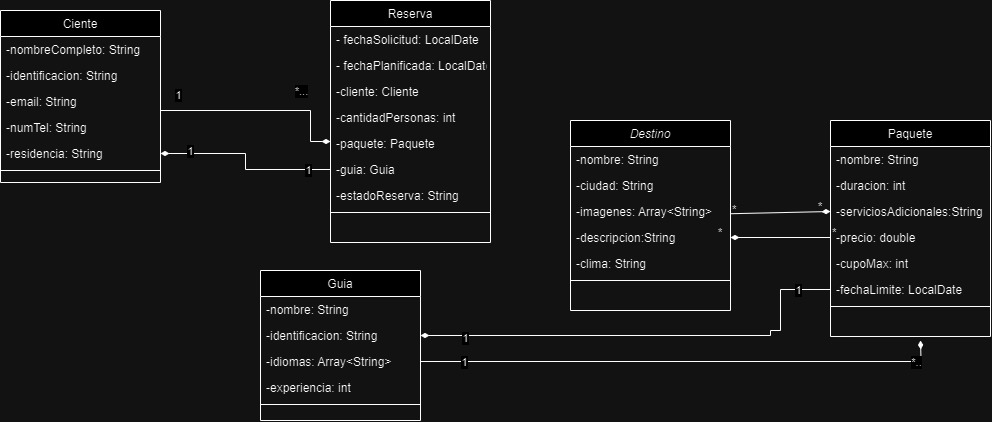 Ciente
-nombreCompleto: String
-identificacion: String
-email: String
-numTel: String
-residencia: String
1
*...
1
1
Reserva
- fechaSolicitud: LocalDate
- fechaPlanificada: LocalDat
-cliente: Cliente
-cantidadPersonas: int
-paquete: Paquete
-guia: Guia
-estadoReserva: String
Destino
-nombre: String
-ciudad: String
-imagenes: Array<String>
-descripcion:String
-clima: String
*
*
*
*
Paquete
-nombre: String
-duracion: int
-serviciosAdicionales:String
-precio: double
-cupoMax: int
-fechaLimite: LocalDate
Guia
-nombre: String
-identificacion: String
-idiomas: Array<String>
-experiencia: int
1
1
1
*..